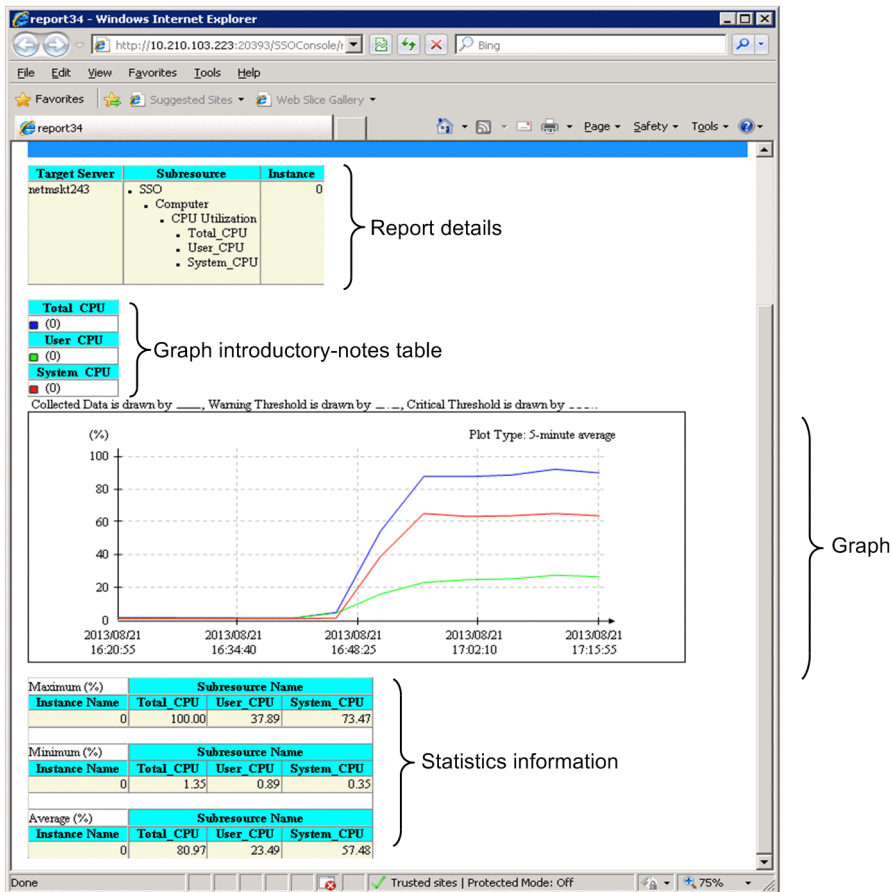 report34 - Windows Internet Explorer
http://10.210.103.223:20393/SSOConsole/r
Bing
File Edit View Favorites Tools Help
Favorites Suggested Sites Web Slice Gallery
report34 Page Safety Tools
Target Server Subresource Instance
netmskt243 SSO 0
Computer
CPU Utilization
Total_CPU
User_CPU
System_CPU
Report details
Total_CPU
(0)
User_CPU
(0)
System_CPU
(0)
Graph introductory-notes table
Collected Data is drawn by ____, Warning Threshold is drawn by _._., Critical Threshold is drawn by _ _ _..
(%) Plot Type: 5-minute average
100
80
60
40
20
0
2013/08/21 2013/08/21 2013/08/21 2013/08/21 2013/08/21
16:20:55 16:34:40 16:48:25 17:02:10 17:15:55
Graph
Maximum (%) Subresource Name
Instance Name Total_CPU User_CPU System_CPU
0 100.00 37.89 73.47
Minimum (%) Subresource Name
Instance Name Total_CPU User_CPU System_CPU
0 1.35 0.89 0.35
Average (%) Subresource Name
Instance Name Total_CPU User_CPU System_CPU
0 80.97 23.49 57.48
Statistics information
Done Trusted sites | Protected Mode: Off 75%